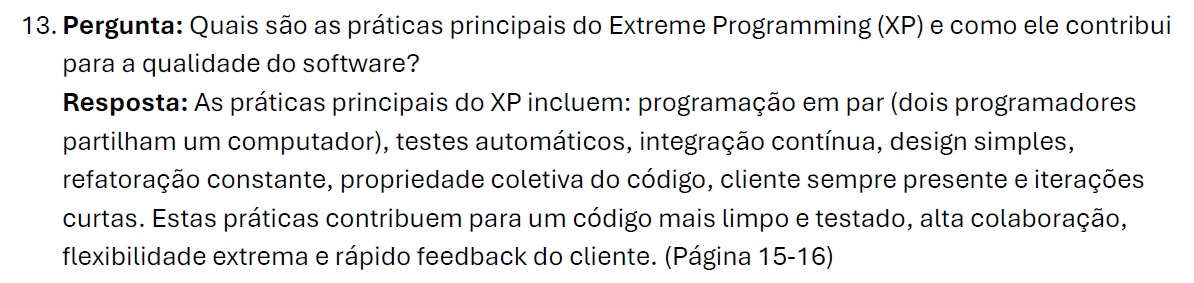 13. Pergunta: Quais são as práticas principais do Extreme Programming (XP) e como ele contribui
para a qualidade do software?
Resposta: As práticas principais do XP incluem: programação em par (dois programadores
partilham um computador), testes automáticos, integração contínua, design simples,
refatoração constante, propriedade coletiva do código, cliente sempre presente e iterações
curtas. Estas práticas contribuem para um código mais limpo e testado, alta colaboração,
flexibilidade extrema e rápido feedback do cliente. (Página 15-16)